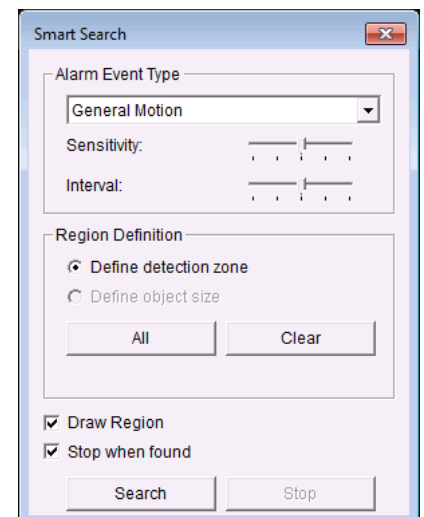 Smart Search
Alarm Event Type
General Motion
Sensitivity:
Interval:
Region Definition
Define detection zone
Define object size
All Clear
Draw Region
Stop when found
Search Stop